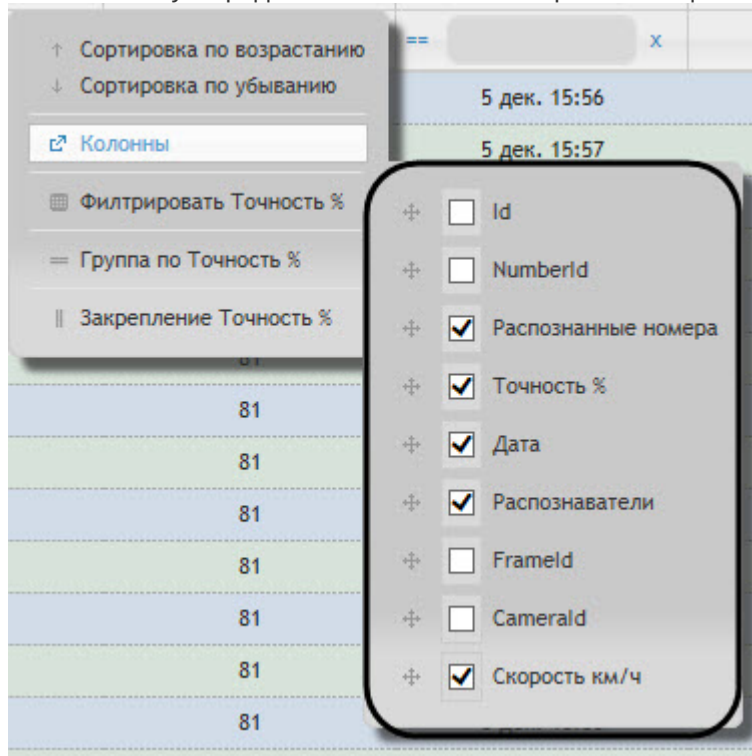 Сортировка по возрастанию
Сортировка по убыванию
Колонны
Филтрировать Точность %
Группа по Точность %
Закрепление Точность %
== x
5 дек. 15:56
5 дек. 15:57
Id
NumberId
Распознанные номера
Точность %
Дата
Распознаватели
FrameId
CameraId
Скорость км/ч
81
81
81
81
81
81
81